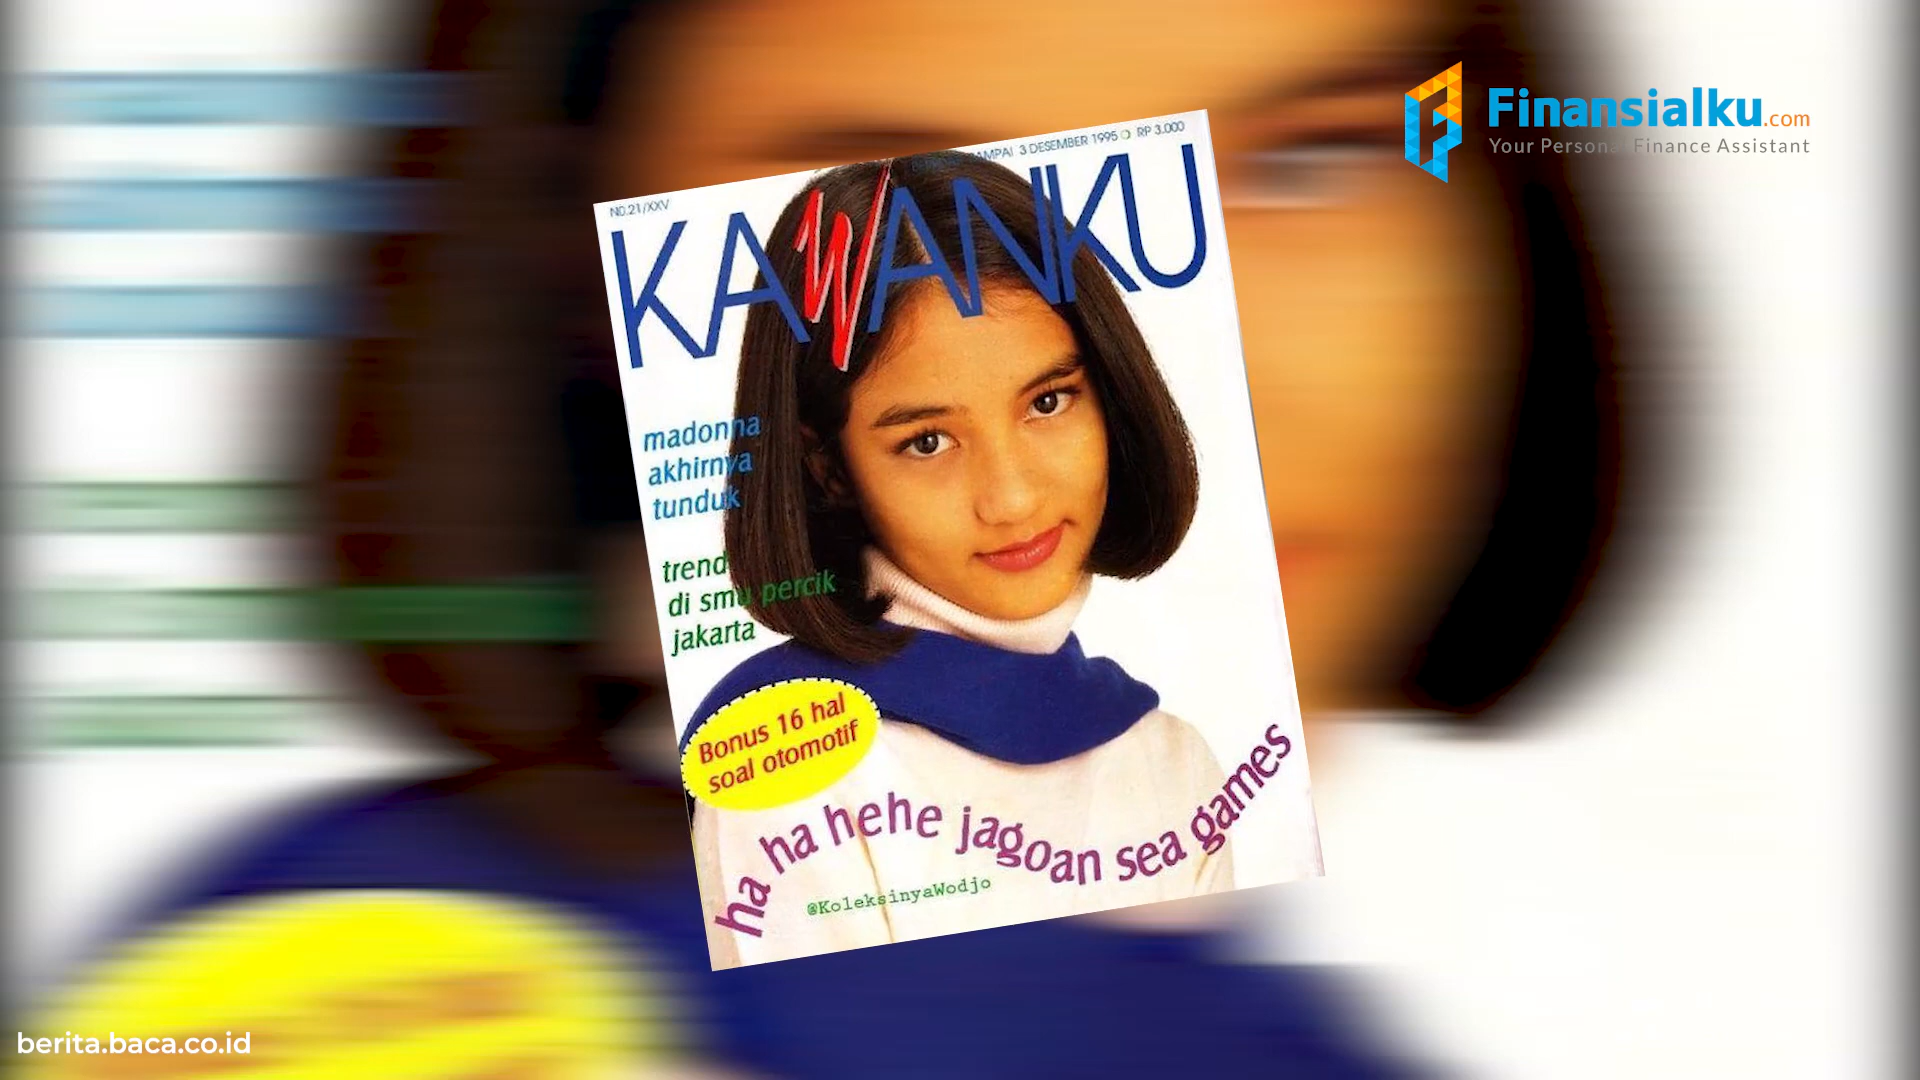 Finansialku.com
Your Personal Finance Assistant
NO.21/XXV
SAMPAI 3 DESEMBER 1995 RP 3.000
KAWANKU
madonna
akhirnya
tunduk
trend
di smu percik
jakarta
Bonus 16 hal
soal otomotif
ha ha hehe jagoan sea games
@KoleksinyaWodjo
berita.baca.co.id